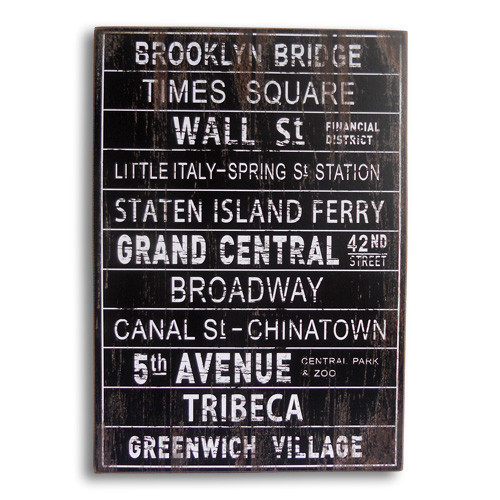 BROOKLYN BRIDGE
TIMES SQUARE
WALL St FINANCIAL DISTRICT
LITTLE ITALY-SPRING St STATION
STATEN ISLAND FERRY
GRAND CENTRAL 42ND STREET
BROADWAY
CANAL St-CHINATOWN
5th AVENUE CENTRAL PARK & ZOO
TRIBECA
GREENWICH VILLAGE